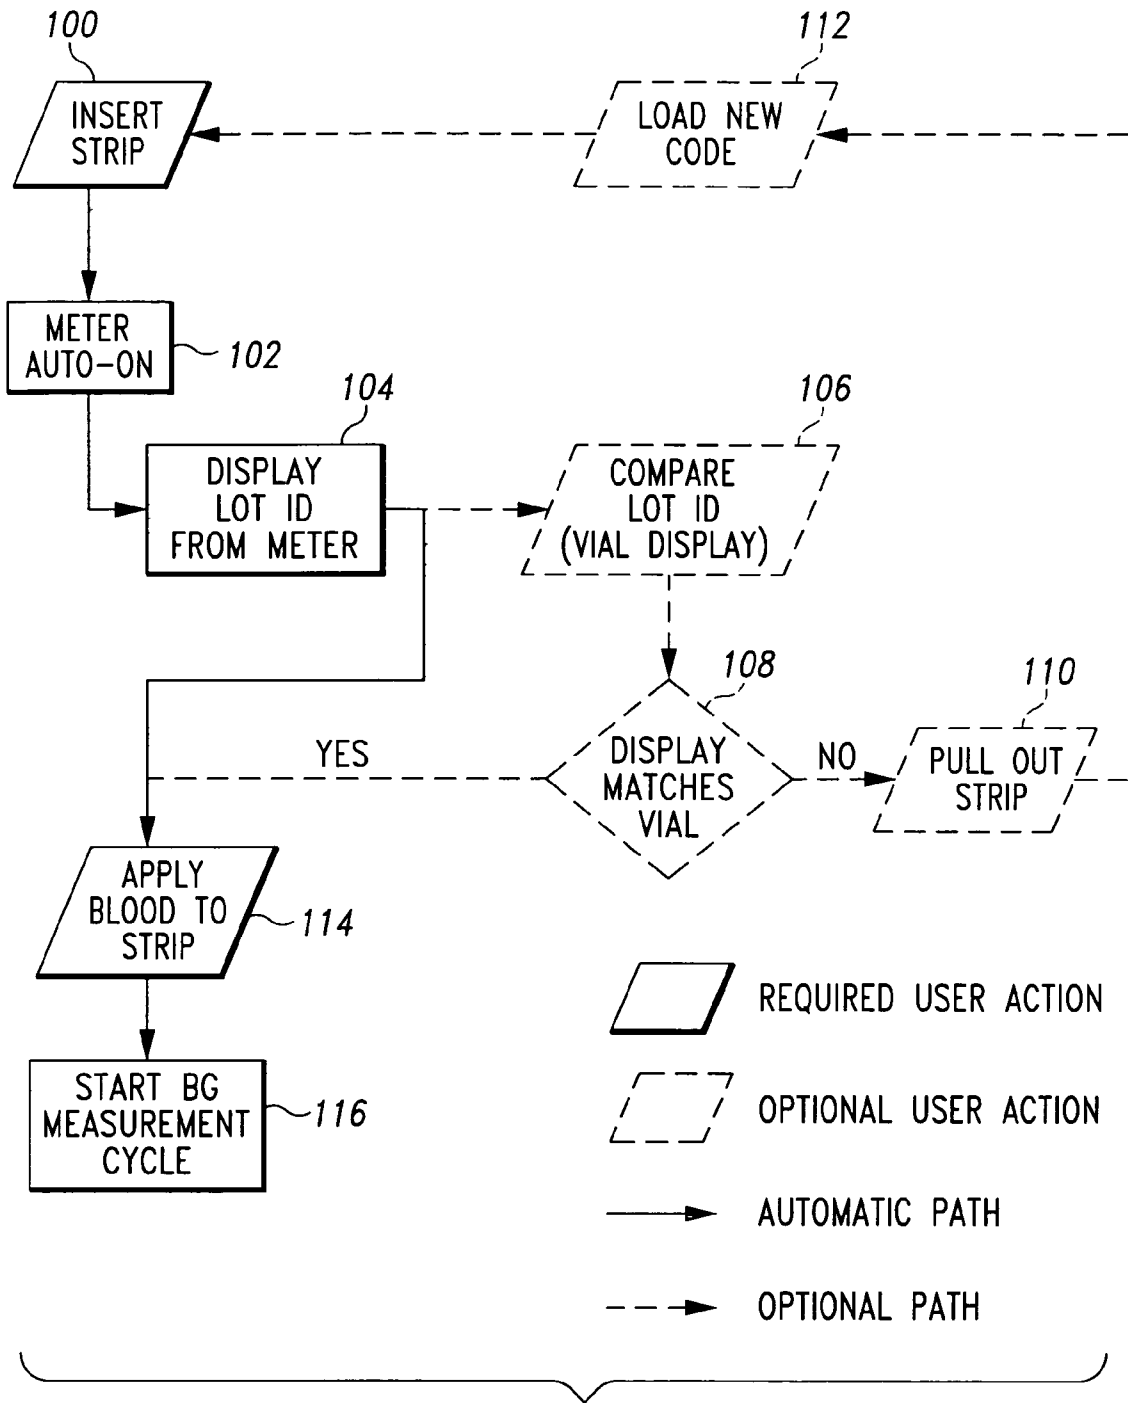 100
112
INSERT
STRIP
LOAD NEW
CODE
METER
AUTO-ON
102
104
106
DISPLAY
LOT ID
FROM METER
COMPARE
LOT ID
(VIAL DISPLAY)
108
110
YES
DISPLAY
MATCHES
VIAL
NO
PULL OUT
STRIP
APPLY
BLOOD TO
STRIP
114
REQUIRED USER ACTION
START BG
MEASUREMENT
CYCLE
116
OPTIONAL USER ACTION
AUTOMATIC PATH
OPTIONAL PATH